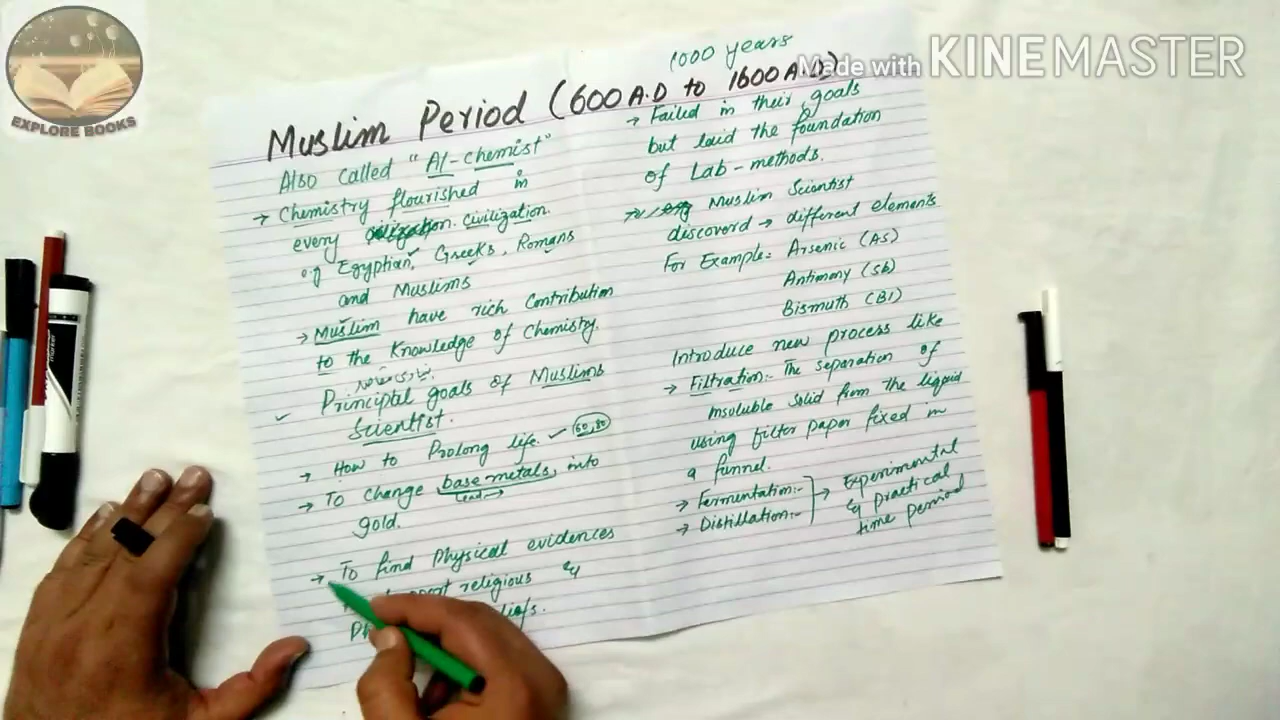 EXPLORE BOOKS
Made with KINEMASTER
1000 years
Muslim Period (600 A.D to 1600 A.D)
Also called "Al-chemist"
→ Chemistry flourished in
every civilization.
e.g Egyptian, Greeks, Romans
and Muslims
→ Muslim have rich contribution
to the Knowledge of Chemistry.
Principal goals of Muslims
Scientist.
→ How to Prolong life. 60,80
→ To change base metals, into
lead
gold.
→ To find physical evidences
religious &
→ Failed in their goals
but laid the foundation
of Lab-methods.
Muslim Scientist
discoverd → different elements
For Example: Arsenic (AS)
Antimony (Sb)
Bismuth (BI)
Introduce new process like
→ Filtration:- The separation of
insoluble solid from the liquid
using filter paper fixed in
a funnel.
→ Fermentation:-
→ Distillation:-
→ Experimental
& practical
time period